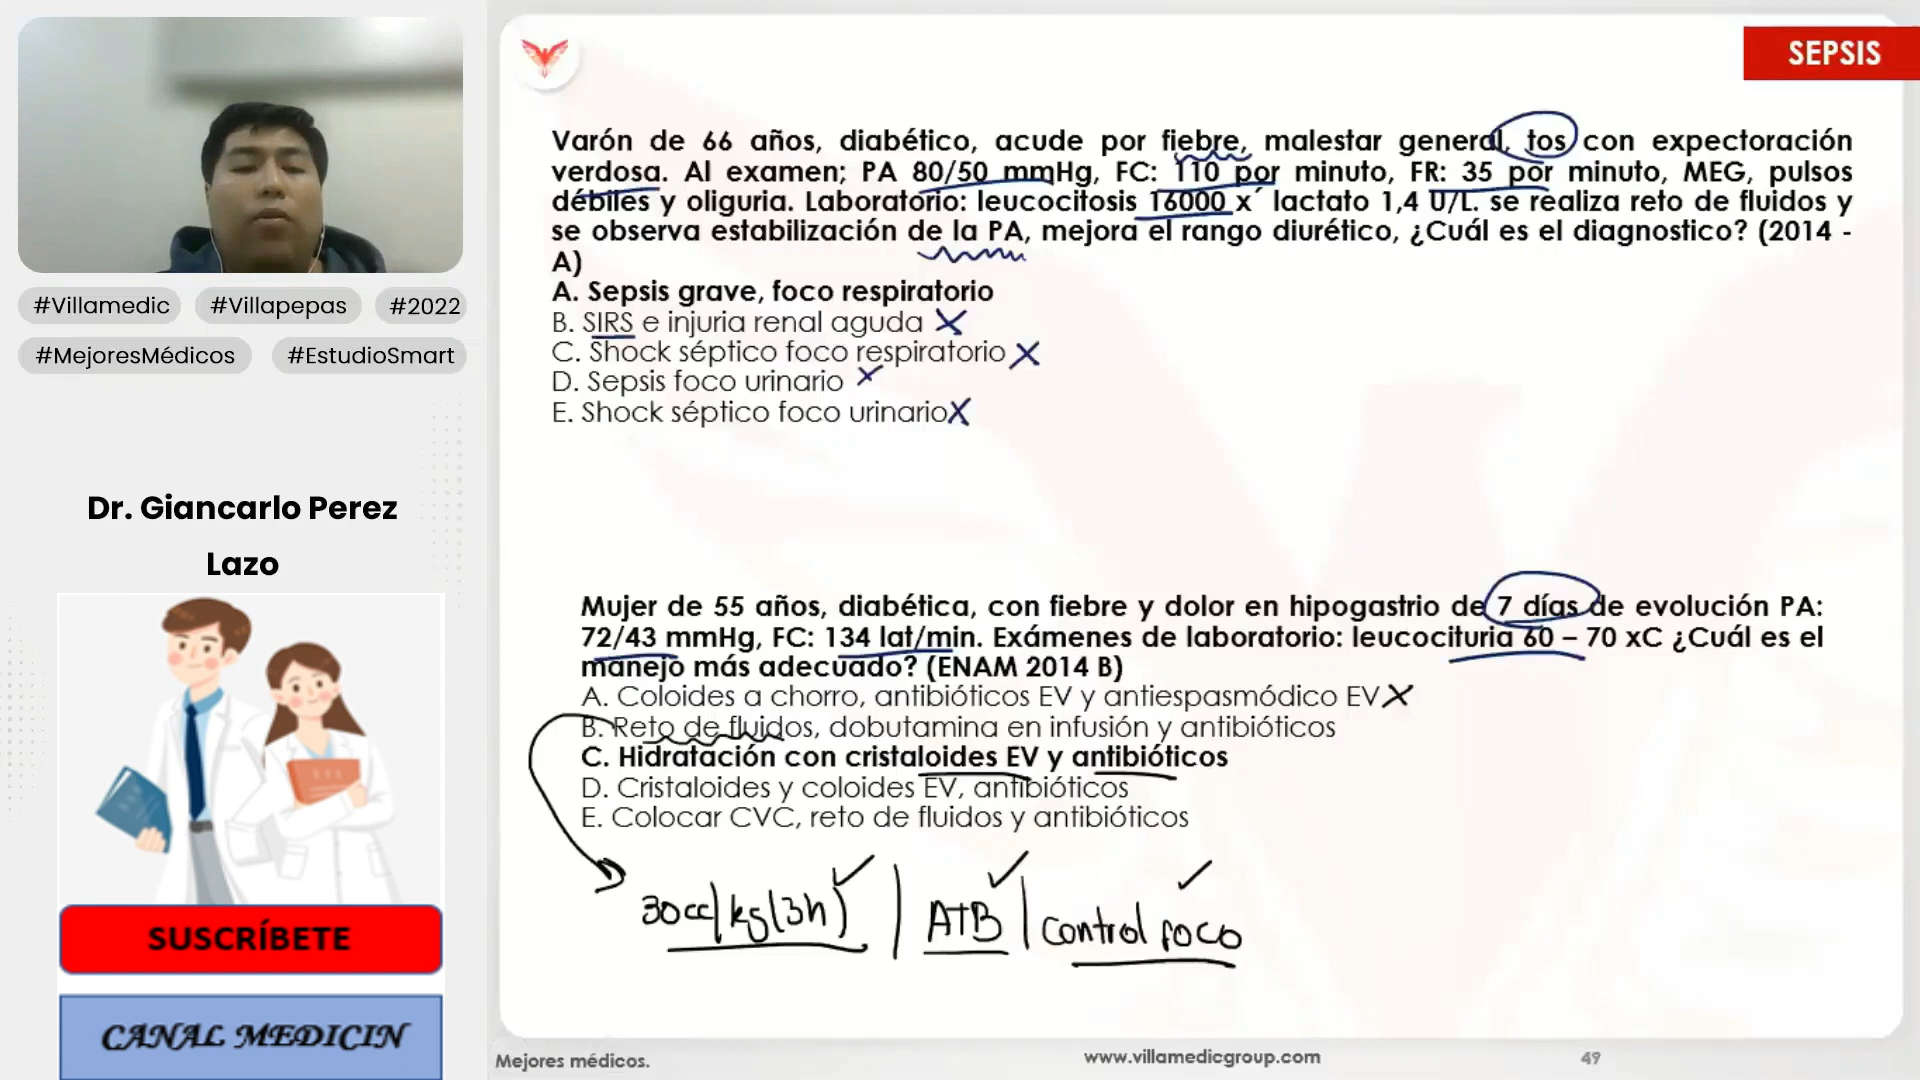 #Villamedic #Villapepas #2022
#MejoresMédicos #EstudioSmart
Dr. Giancarlo Perez
Lazo
SUSCRÍBETE
CANAL MEDICIN
SEPSIS
Varón de 66 años, diabético, acude por fiebre, malestar general, tos con expectoración
verdosa. Al examen; PA 80/50 mmHg, FC: 110 por minuto, FR: 35 por minuto, MEG, pulsos
débiles y oliguria. Laboratorio: leucocitosis 16000 x´ lactato 1,4 U/L. se realiza reto de fluidos y
se observa estabilización de la PA, mejora el rango diurético, ¿Cuál es el diagnostico? (2014 -
A)
A. Sepsis grave, foco respiratorio
B. SIRS e injuria renal aguda
C. Shock séptico foco respiratorio
D. Sepsis foco urinario
E. Shock séptico foco urinario
Mujer de 55 años, diabética, con fiebre y dolor en hipogastrio de 7 días de evolución PA:
72/43 mmHg, FC: 134 lat/min. Exámenes de laboratorio: leucocituria 60 – 70 xC ¿Cuál es el
manejo más adecuado? (ENAM 2014 B)
A. Coloides a chorro, antibióticos EV y antiespasmódico EV
B. Reto de fluidos, dobutamina en infusión y antibióticos
C. Hidratación con cristaloides EV y antibióticos
D. Cristaloides y coloides EV, antibióticos
E. Colocar CVC, reto de fluidos y antibióticos
30cc/kg(3h) | ATB | control foco
Mejores médicos. www.villamedicgroup.com 49